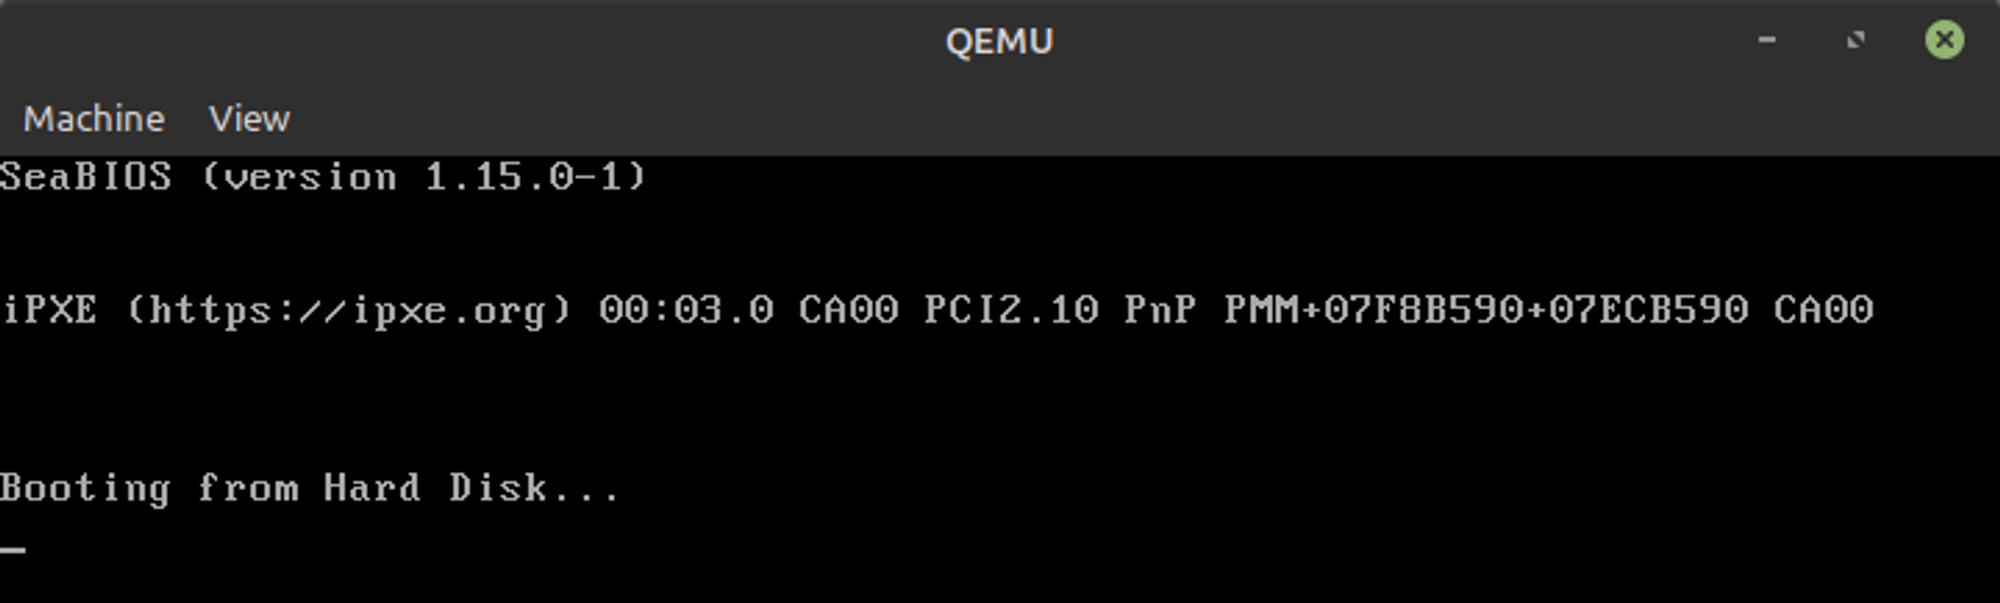 QEMU
Machine View
SeaBIOS (version 1.15.0-1)
iPXE (https://ipxe.org) 00:03.0 CA00 PCI2.10 PnP PMM+07F8B590+07ECB590 CA00
Booting from Hard Disk...